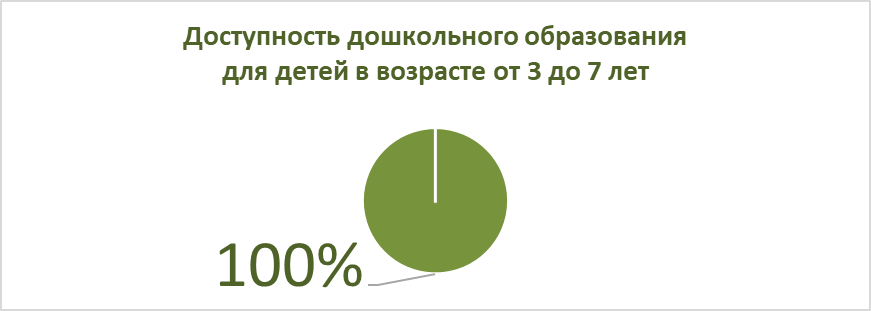 Доступность дошкольного образования
для детей в возрасте от 3 до 7 лет
100%